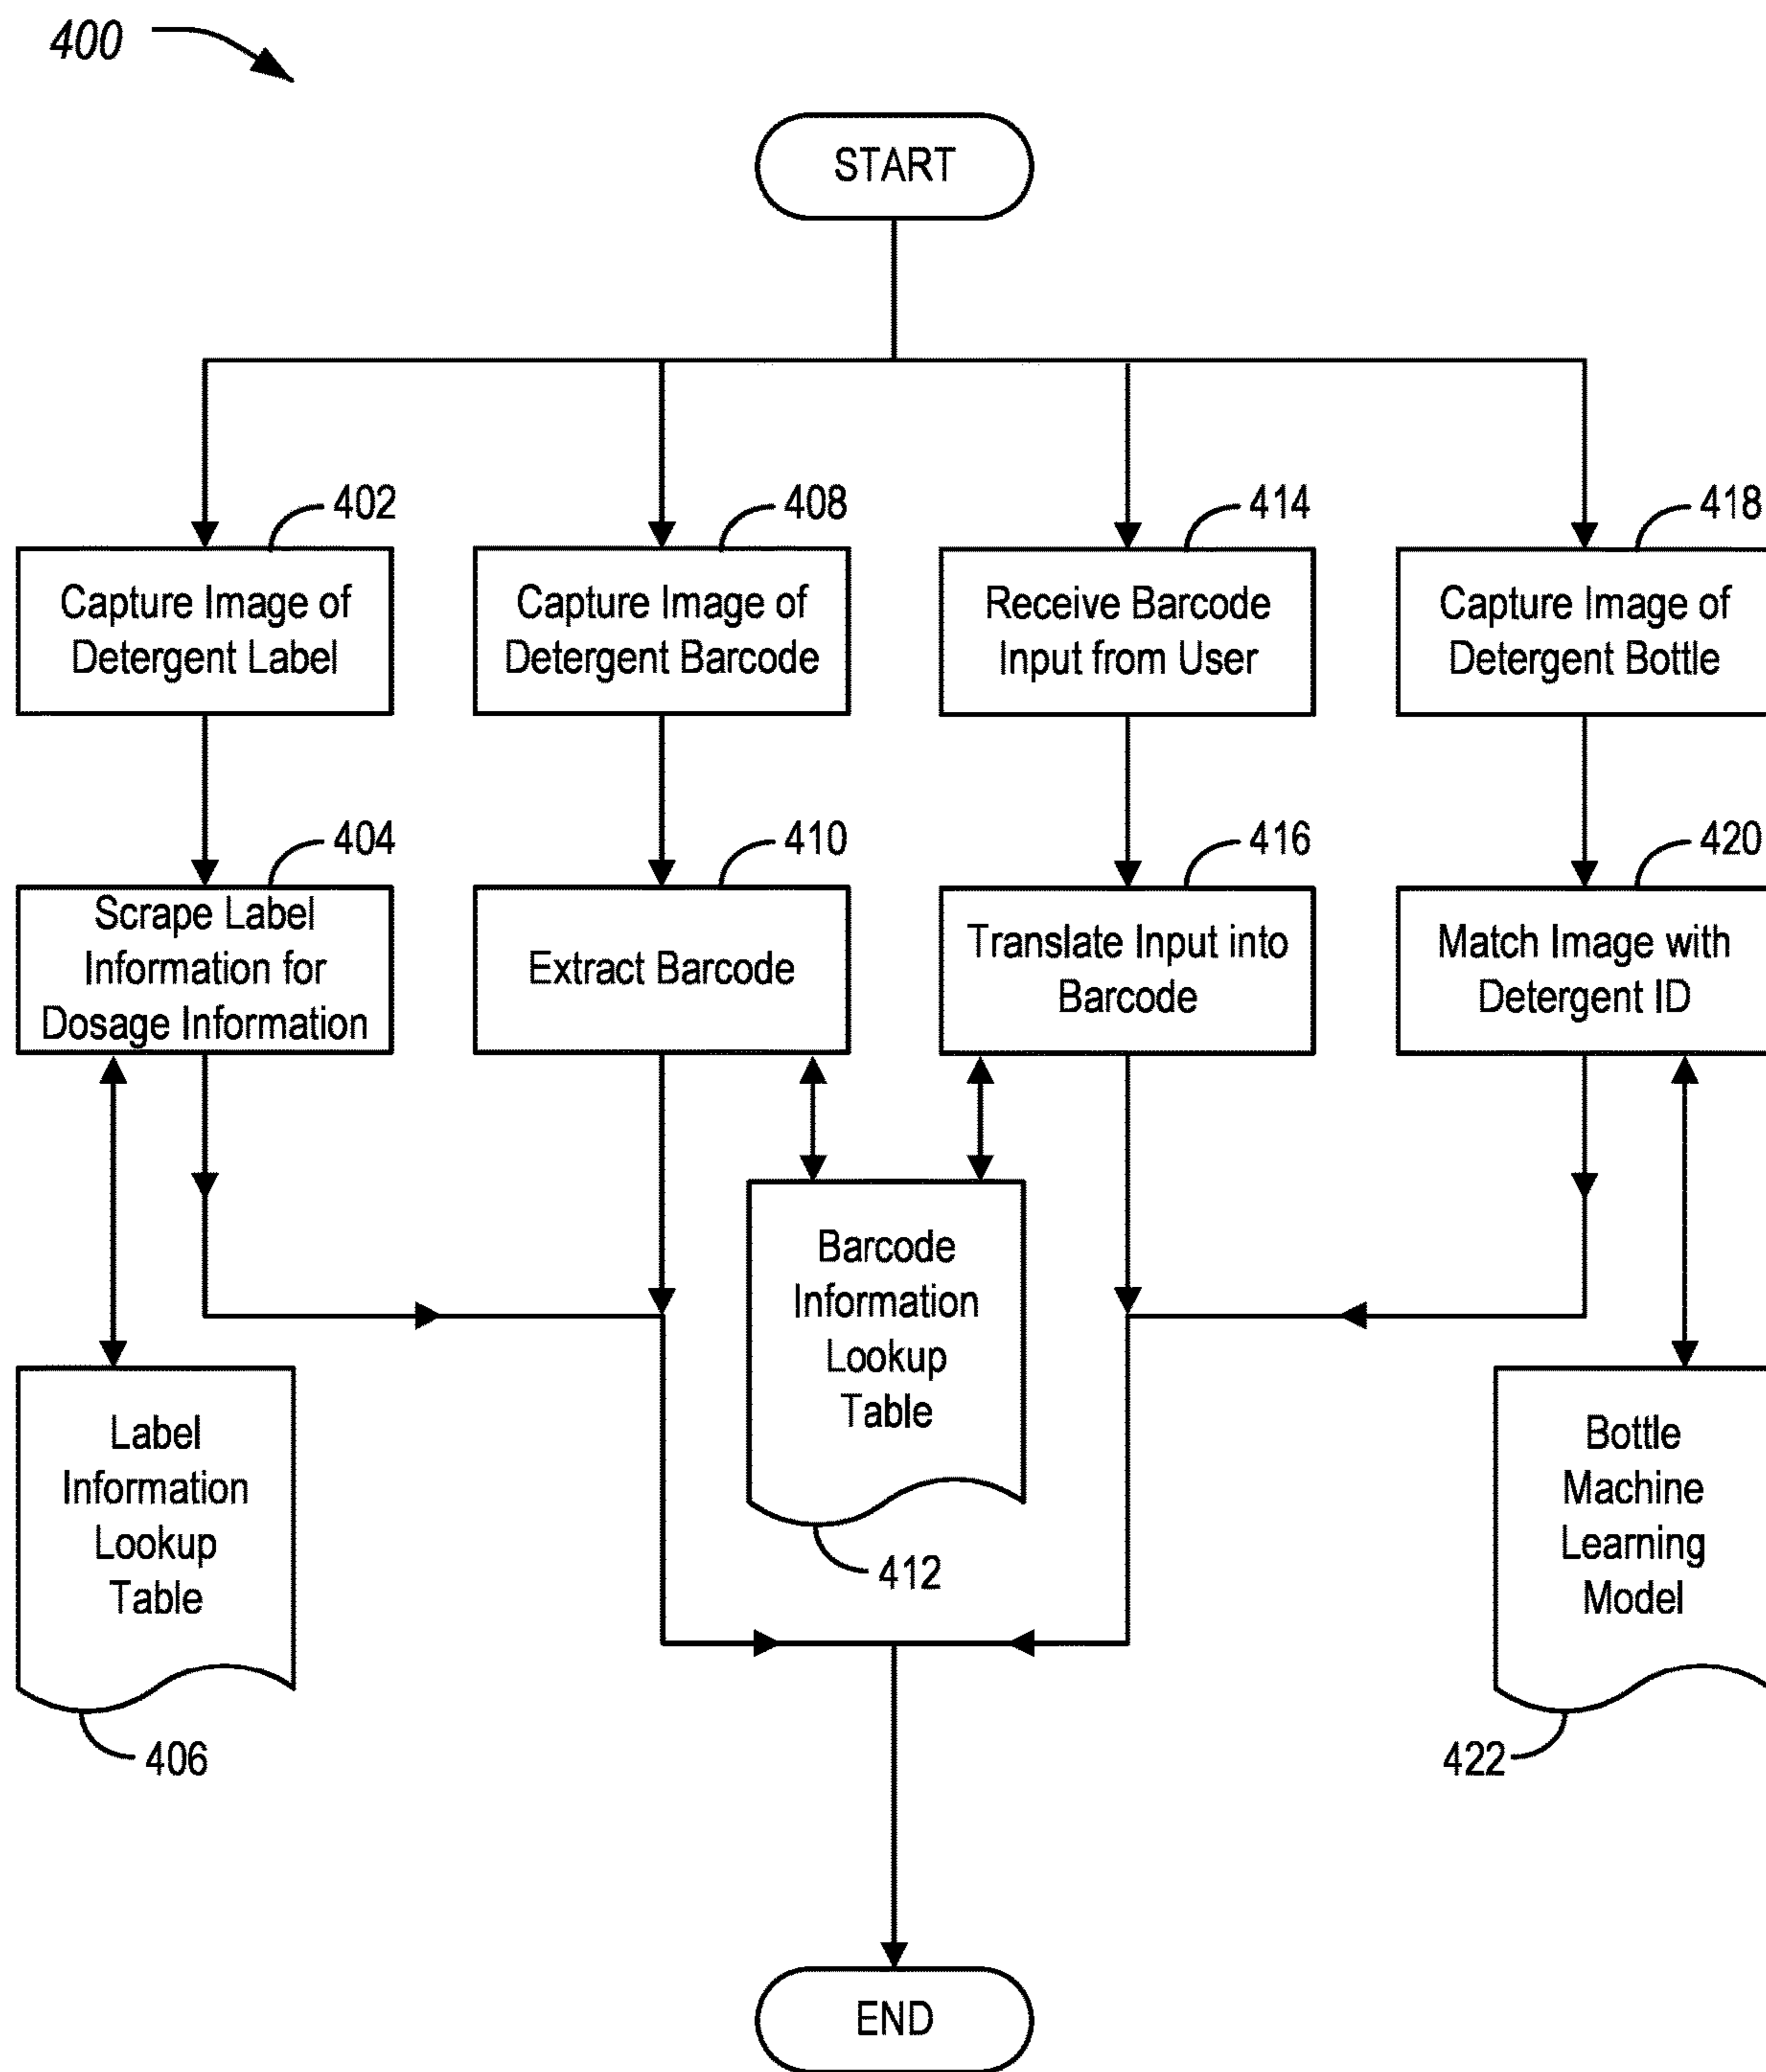 400
START
402
408
414
418
Capture Image of
Detergent Label
Capture Image of
Detergent Barcode
Receive Barcode
Input from User
Capture Image of
Detergent Bottle
404
410
416
420
Scrape Label
Information for
Dosage Information
Extract Barcode
Translate Input into
Barcode
Match Image with
Detergent ID
Barcode
Information
Lookup
Table
412
Label
Information
Lookup
Table
406
Bottle
Machine
Learning
Model
422
END